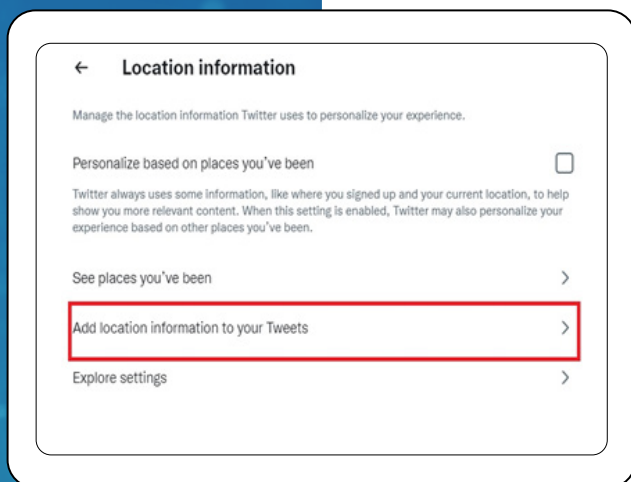 Location information
Manage the location information Twitter uses to personalize your experience.
Personalize based on places you've been
Twitter always uses some information, like where you signed up and your current location, to help
show you more relevant content. When this setting is enabled, Twitter may also personalize your
experience based on other places you've been.
See places you've been
Add location information to your Tweets
Explore settings